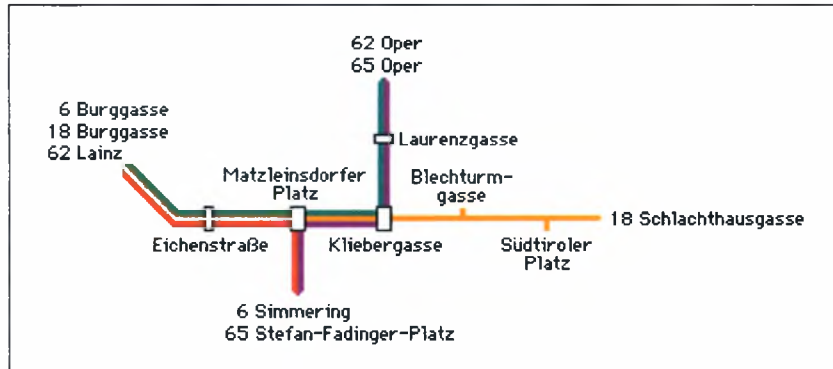 62 Oper
65 Oper
6 Burggasse
18 Burggasse
62 Lainz
Laurenzgasse
Matzleinsdorfer
Platz
Blechturm-
gasse
18 Schlachthausgasse
Eichenstraße
Kliebergasse
Südtiroler
Platz
6 Simmering
65 Stefan-Fadinger-Platz